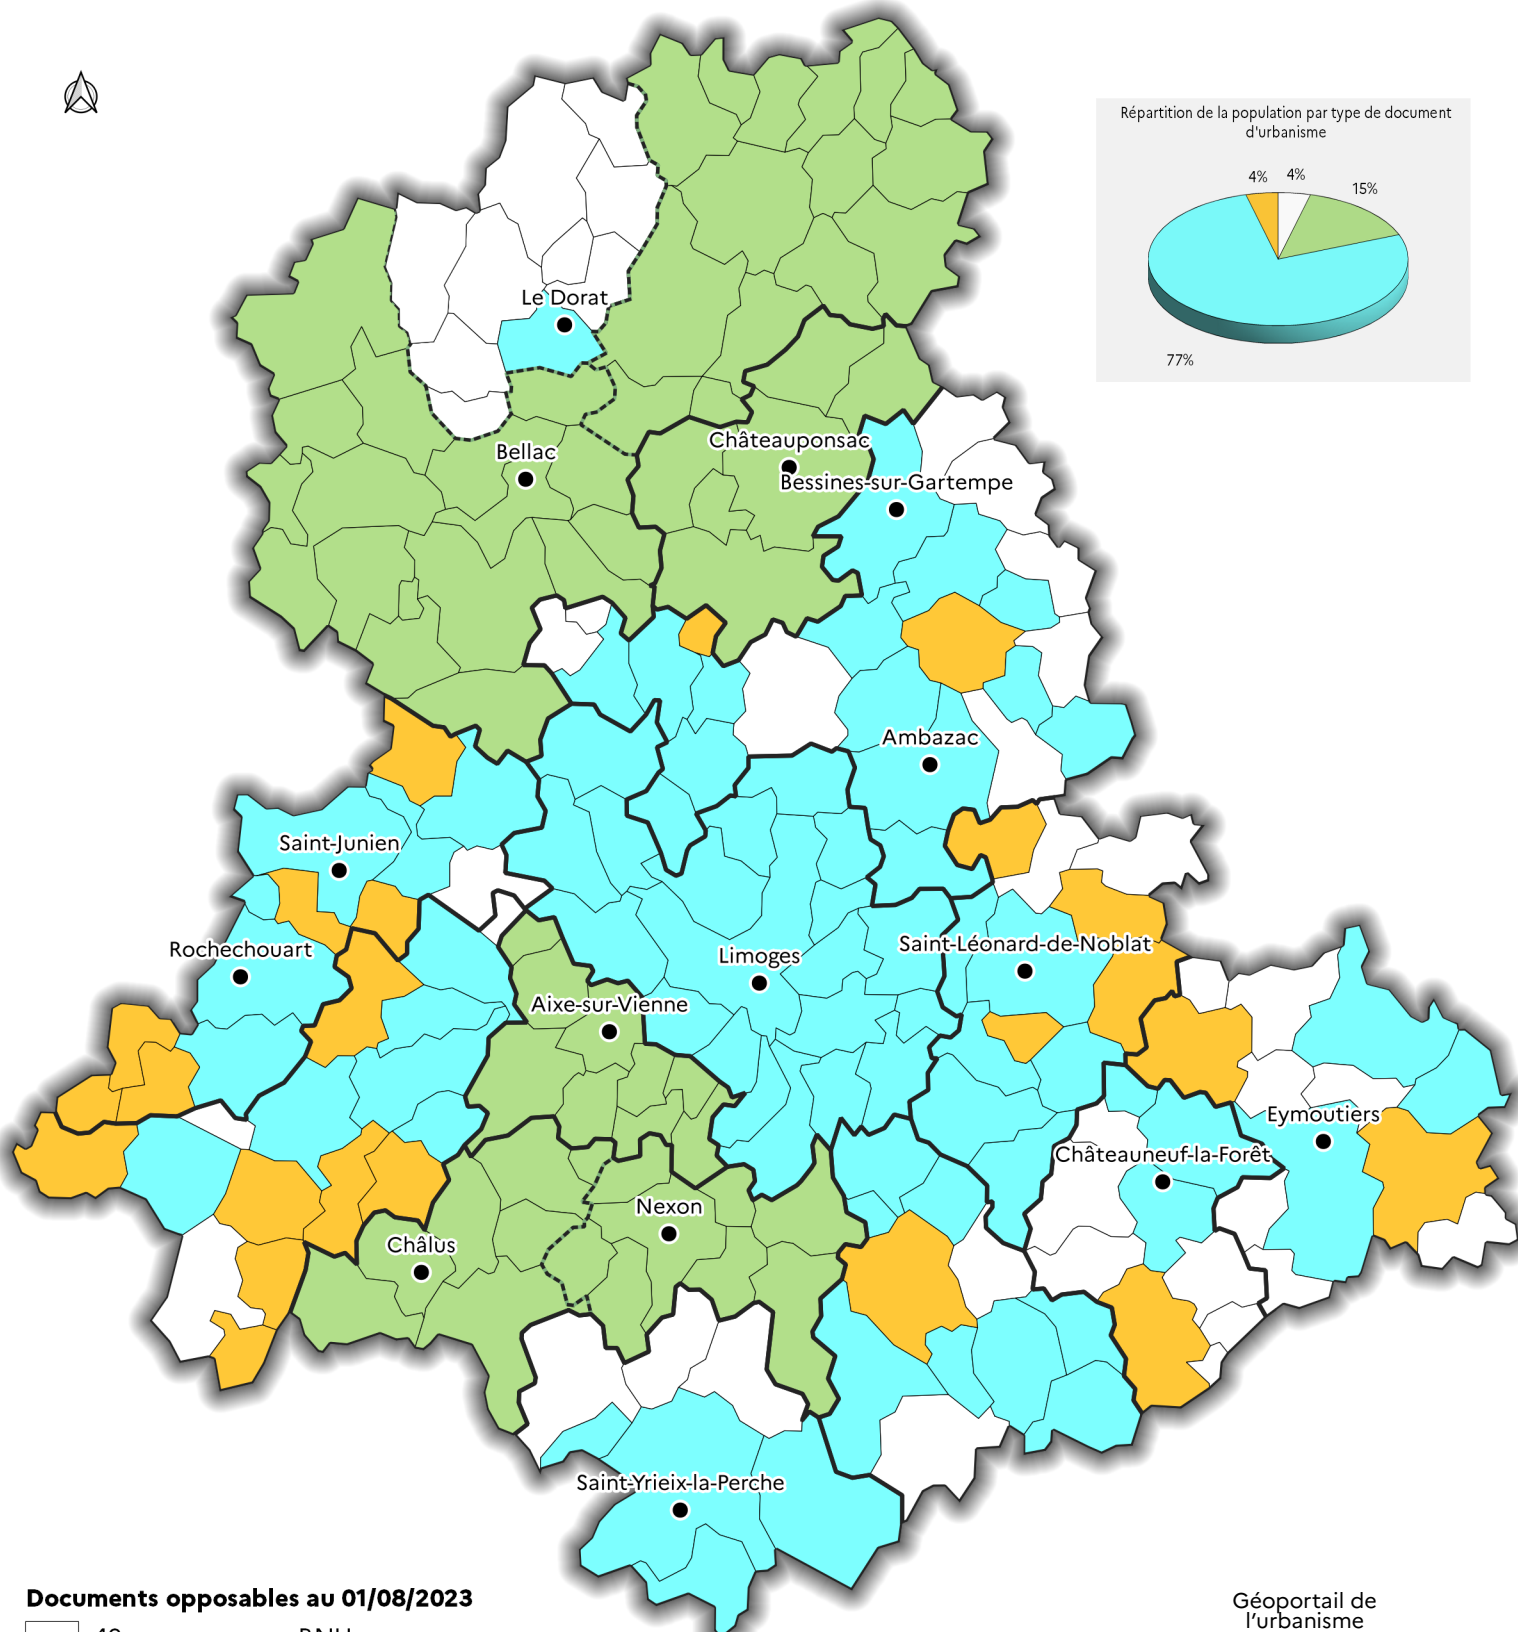 Répartition de la population par type de document
d'urbanisme
4%
4%
15%
77%
Le Dorat
Bellac
Châteauponsac
Bessines-sur-Gartempe
Ambazac
Saint-Junien
Rochechouart
Limoges
Saint-Léonard-de-Noblat
Aixe-sur-Vienne
Eymoutiers
Châteauneuf-la-Forêt
Nexon
Châlus
Saint-Yrieix-la-Perche
Documents opposables au 01/08/2023
Géoportail de
l'urbanisme